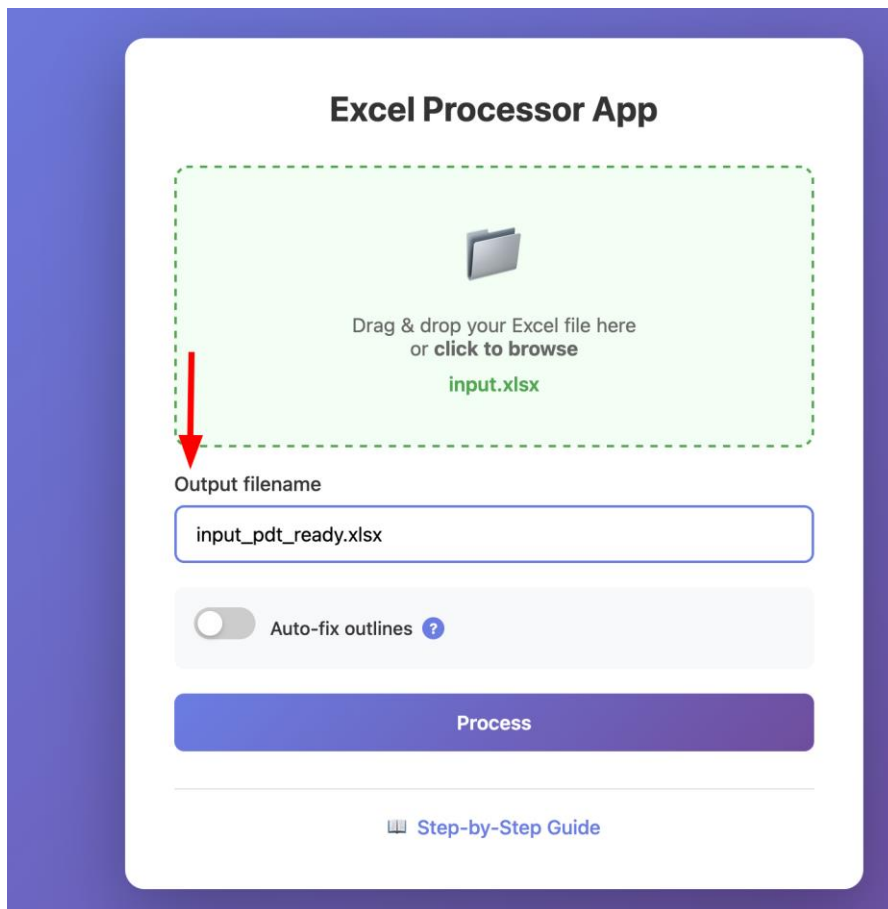 Excel Processor App
Drag & drop your Excel file here
or click to browse
input.xlsx
Output filename
input_pdt_ready.xlsx
Auto-fix outlines ?
Process
Step-by-Step Guide